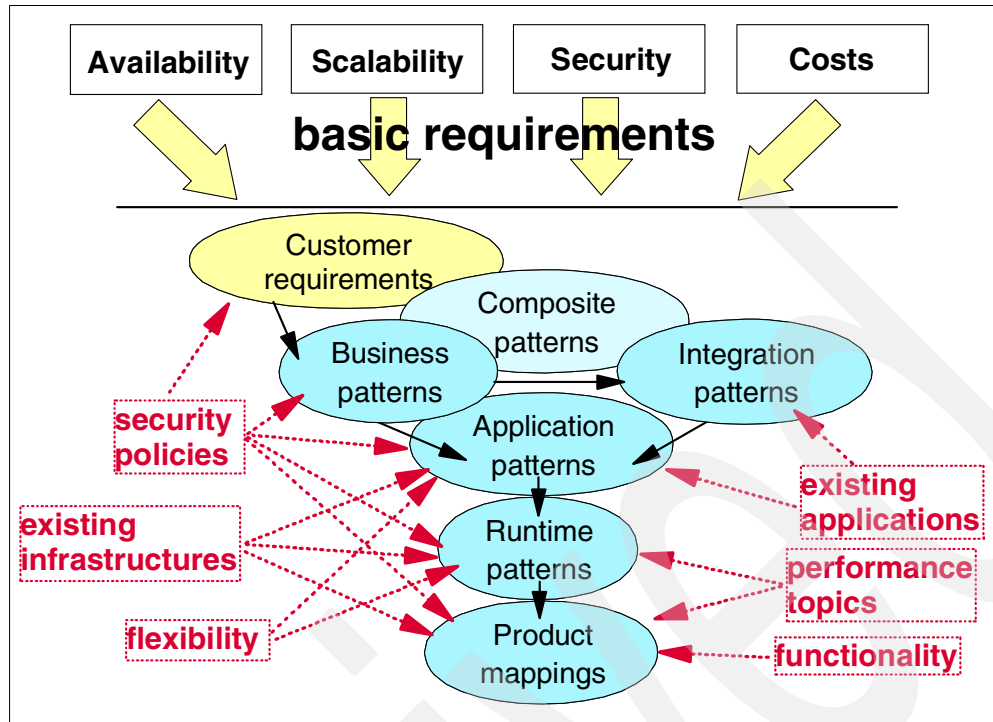 Availability
Scalability
Security
Costs
basic requirements
Customer
requirements
Composite
patterns
Business
patterns
Integration
patterns
security
policies
Application
patterns
existing
applications
existing
infrastructures
Runtime
patterns
performance
topics
flexibility
Product
mappings
functionality